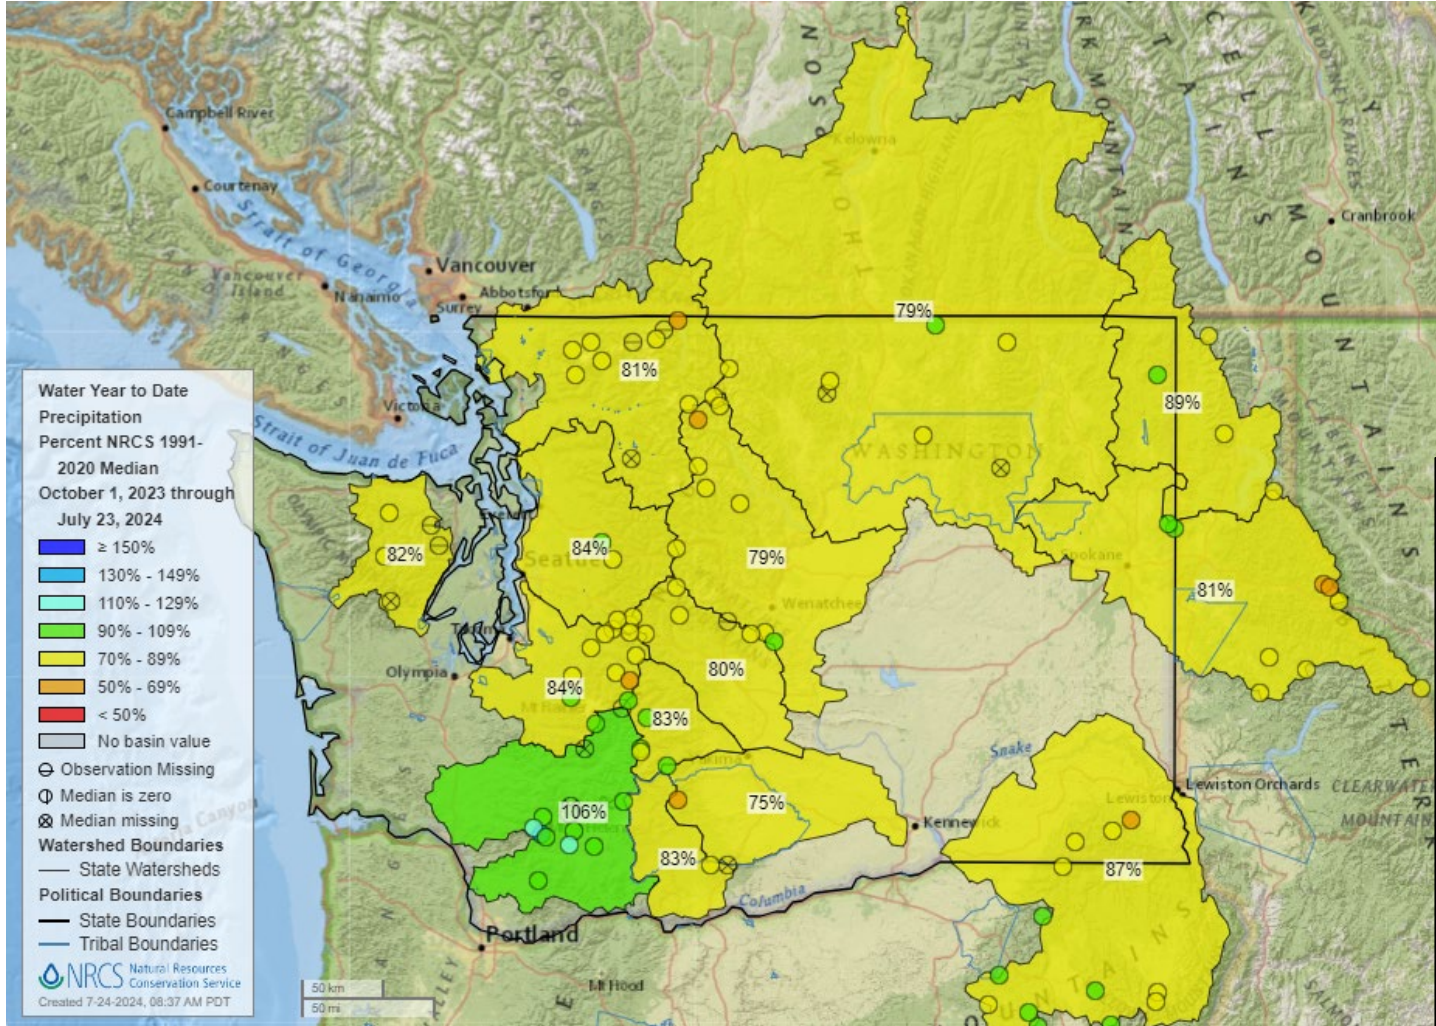 Campbell River
Courtenay
Strait of Georgia
Vancouver
Island
Nanaimo
Vancouver
Surrey
Abbotsford
Kelowna
Cranbrook
Victoria
Strait of Juan de Fuca
WASHINGTON
Seattle
Spokane
Wenatchee
Olympia
Yakima
Snake
Lewiston Orchards
Lewiston
CLEARWATER
MOUNTAIN
Kennewick
Columbia
Portland
Mt Hood
79%
81%
89%
82%
84%
79%
81%
80%
84%
83%
106%
75%
83%
87%
Water Year to Date
Precipitation
Percent NRCS 1991-
2020 Median
October 1, 2023 through
July 23, 2024
≥ 150%
130% - 149%
110% - 129%
90% - 109%
70% - 89%
50% - 69%
< 50%
No basin value
Observation Missing
Median is zero
Median missing
Watershed Boundaries
State Watersheds
Political Boundaries
State Boundaries
Tribal Boundaries
NRCS Natural Resources
Conservation Service
Created 7-24-2024, 08:37 AM PDT
50 km
50 mi